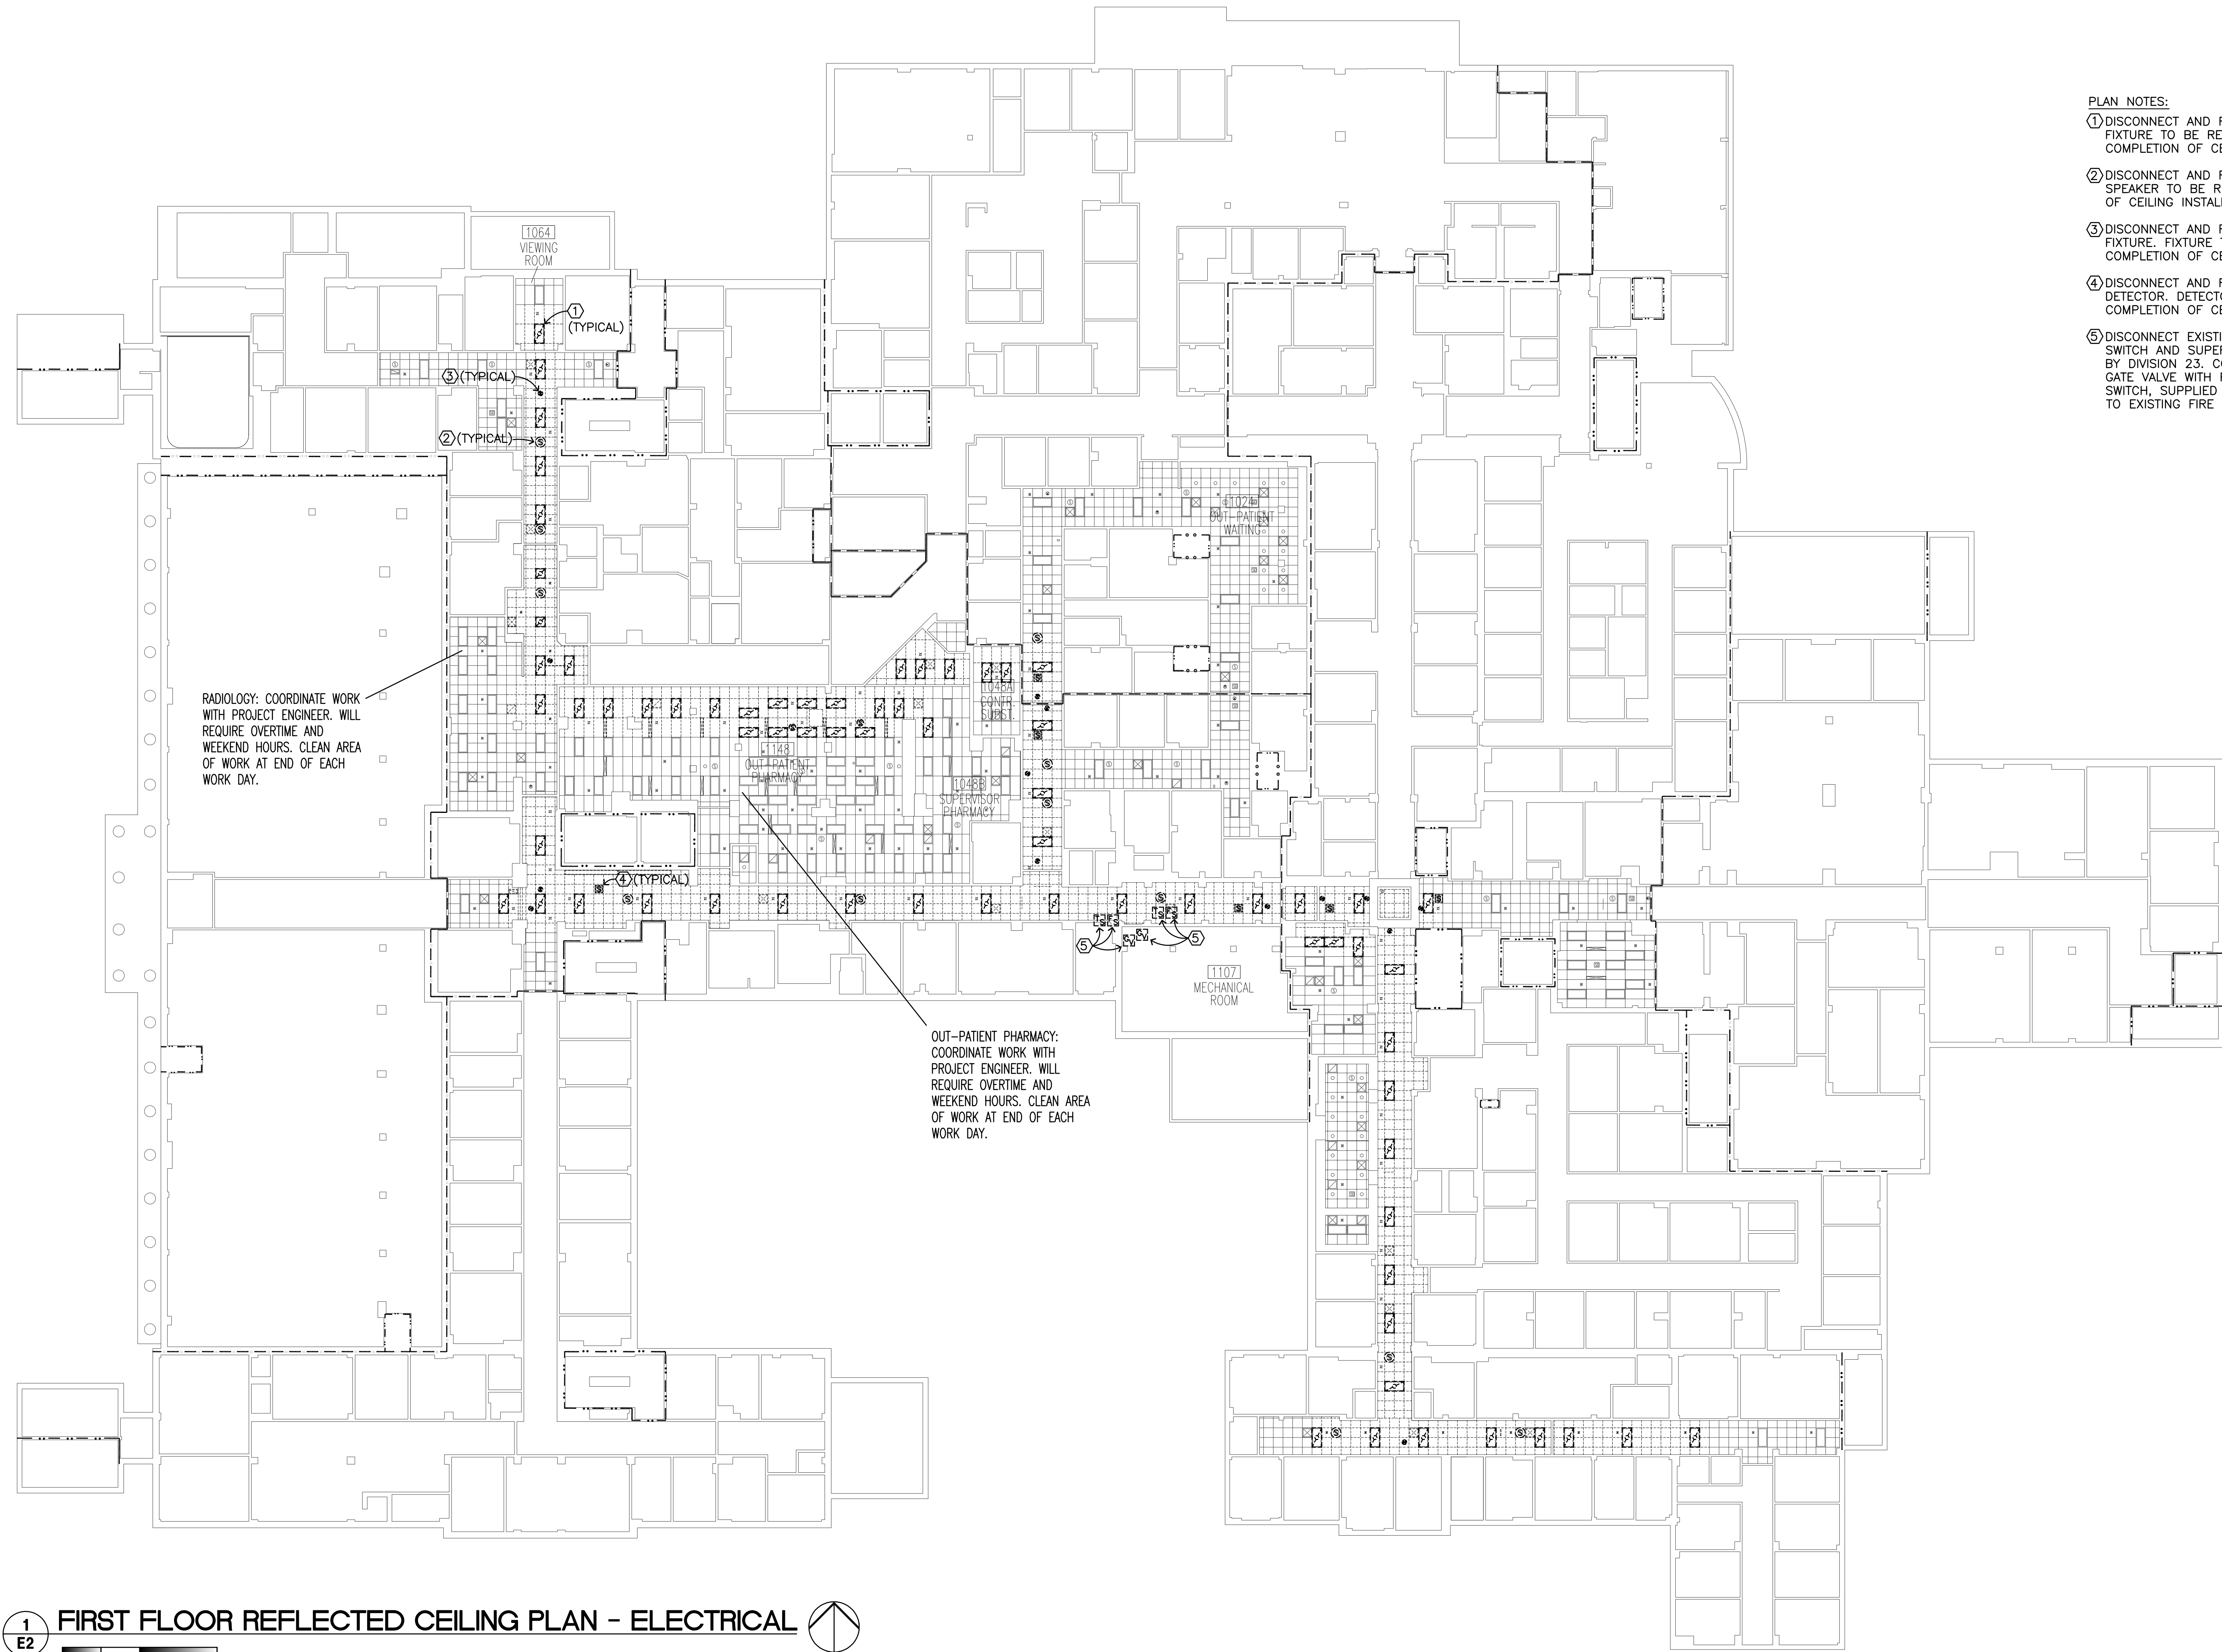 PLAN NOTES:
1 DISCONNECT AND
FIXTURE TO BE
COMPLETION OF
2 DISCONNECT AND
SPEAKER TO BE
OF CEILING
3 DISCONNECT AND
FIXTURE. FIXTURE
COMPLETION OF
4 DISCONNECT AND
DETECTOR.
COMPLETION OF
5 DISCONNECT
SWITCH AND
BY DIVISION 23.
GATE VALVE WITH
SWITCH, SUPPLIED
TO EXISTING FIRE
1064
VIEWING
ROOM
1
(TYPICAL)
3 (TYPICAL)
2 (TYPICAL)
1024
OUT-PATIENT
WAITING
RADIOLOGY: COORDINATE WORK
WITH PROJECT ENGINEER. WILL
REQUIRE OVERTIME AND
WEEKEND HOURS. CLEAN AREA
OF WORK AT END OF EACH
WORK DAY.
1048A
CONTR.
SUBST.
1148
OUT-PATIENT
PHARMACY
1048B
SUPERVISOR
PHARMACY
4 (TYPICAL)
5
5
1107
MECHANICAL
ROOM
OUT-PATIENT PHARMACY:
COORDINATE WORK WITH
PROJECT ENGINEER. WILL
REQUIRE OVERTIME AND
WEEKEND HOURS. CLEAN AREA
OF WORK AT END OF EACH
WORK DAY.
1
E2
FIRST FLOOR REFLECTED CEILING PLAN - ELECTRICAL